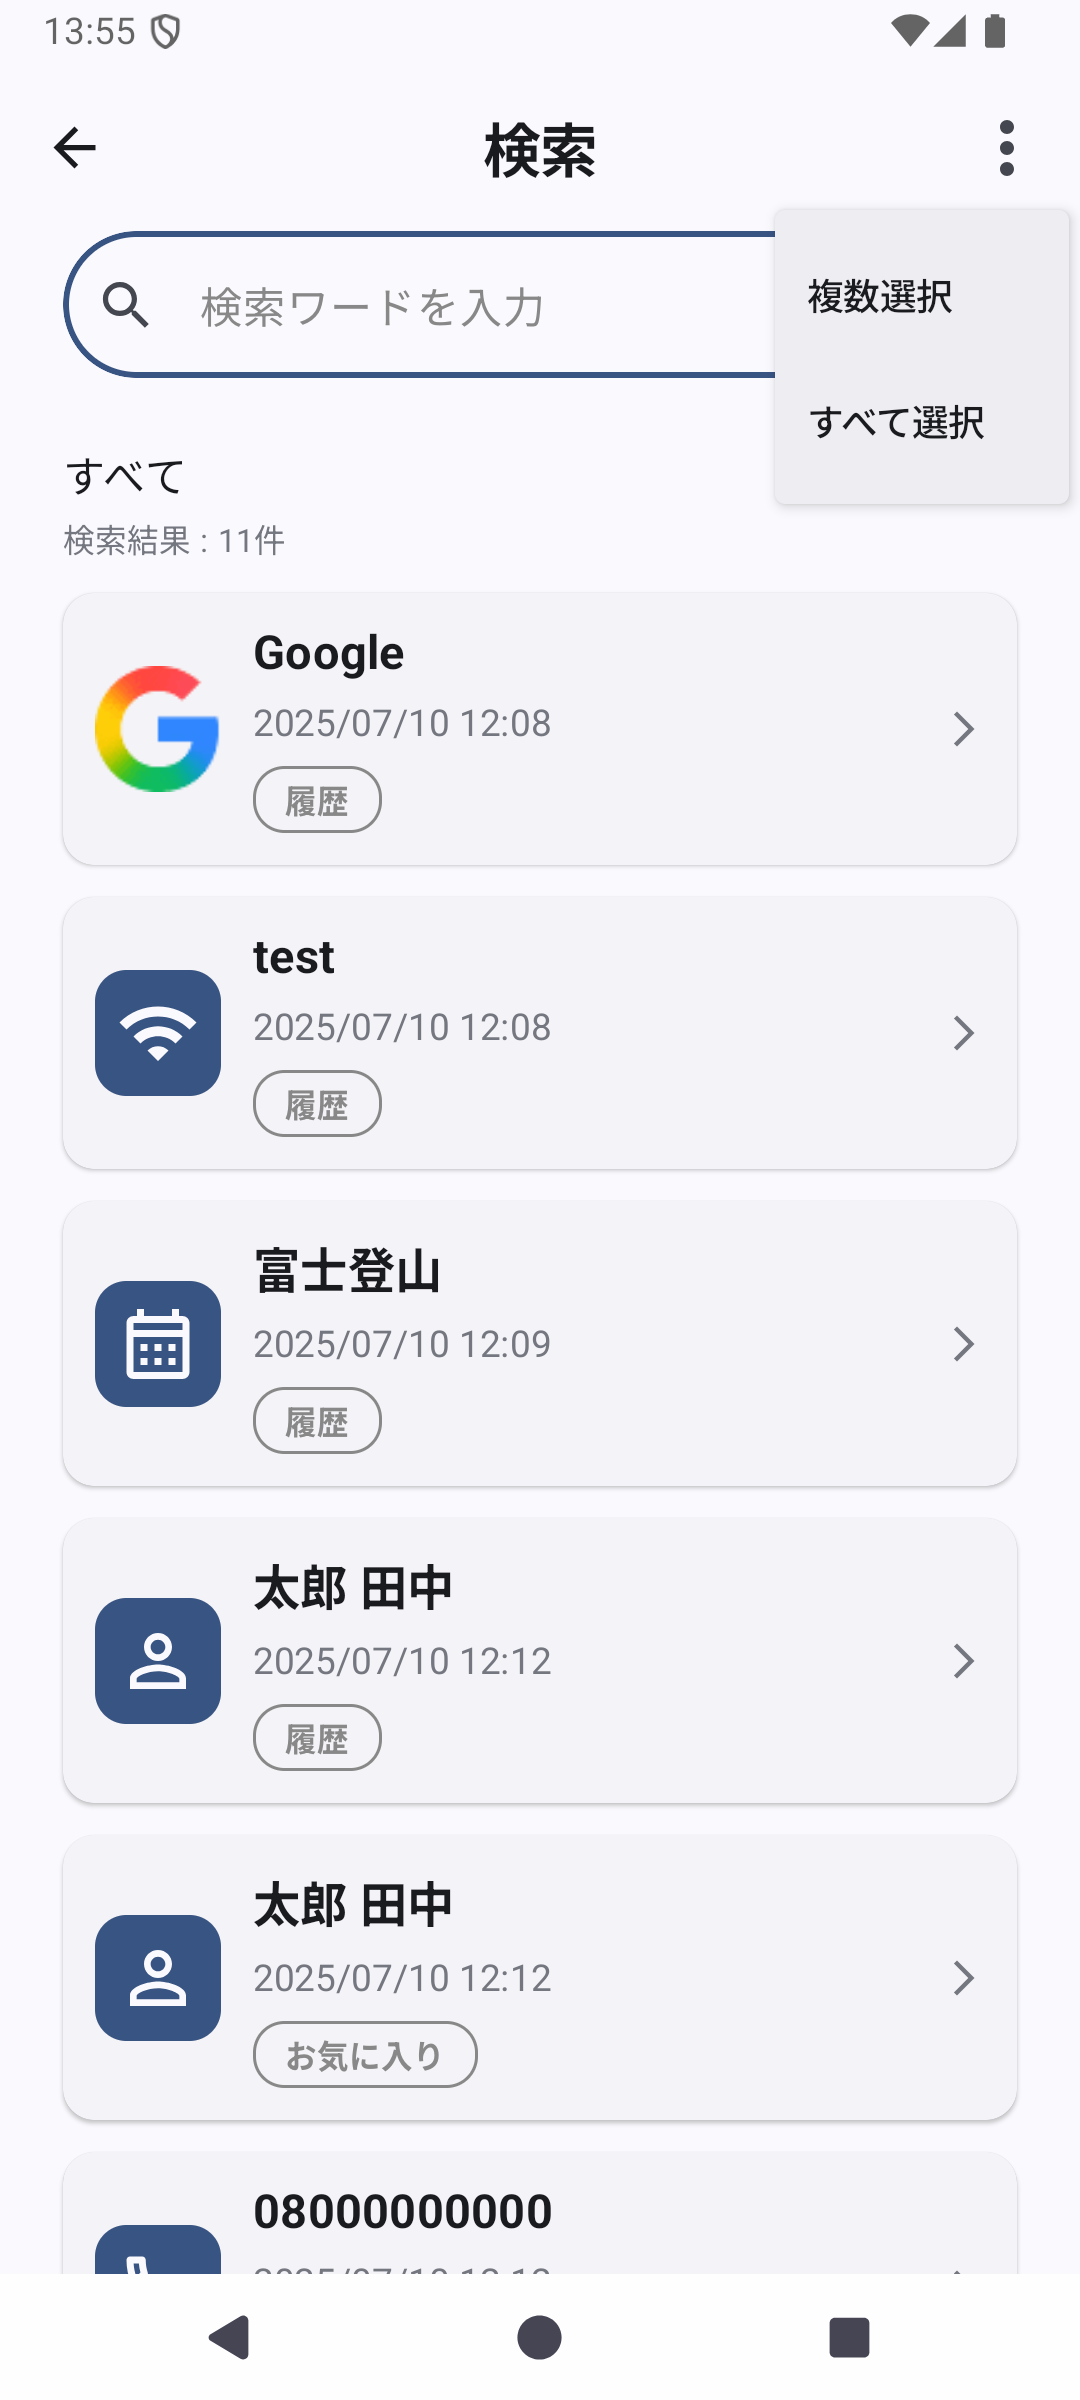 13:55
検索
検索ワードを入力
複数選択
すべて選択
すべて
検索結果 : 11件
Google
2025/07/10 12:08
履歴
test
2025/07/10 12:08
履歴
富士登山
2025/07/10 12:09
履歴
太郎 田中
2025/07/10 12:12
履歴
太郎 田中
2025/07/10 12:12
お気に入り
08000000000